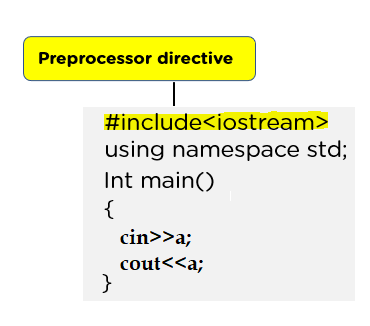 Preprocessor directive
#include<iostream>
using namespace std;
Int main()
{
cin>>a;
cout<<a;
}